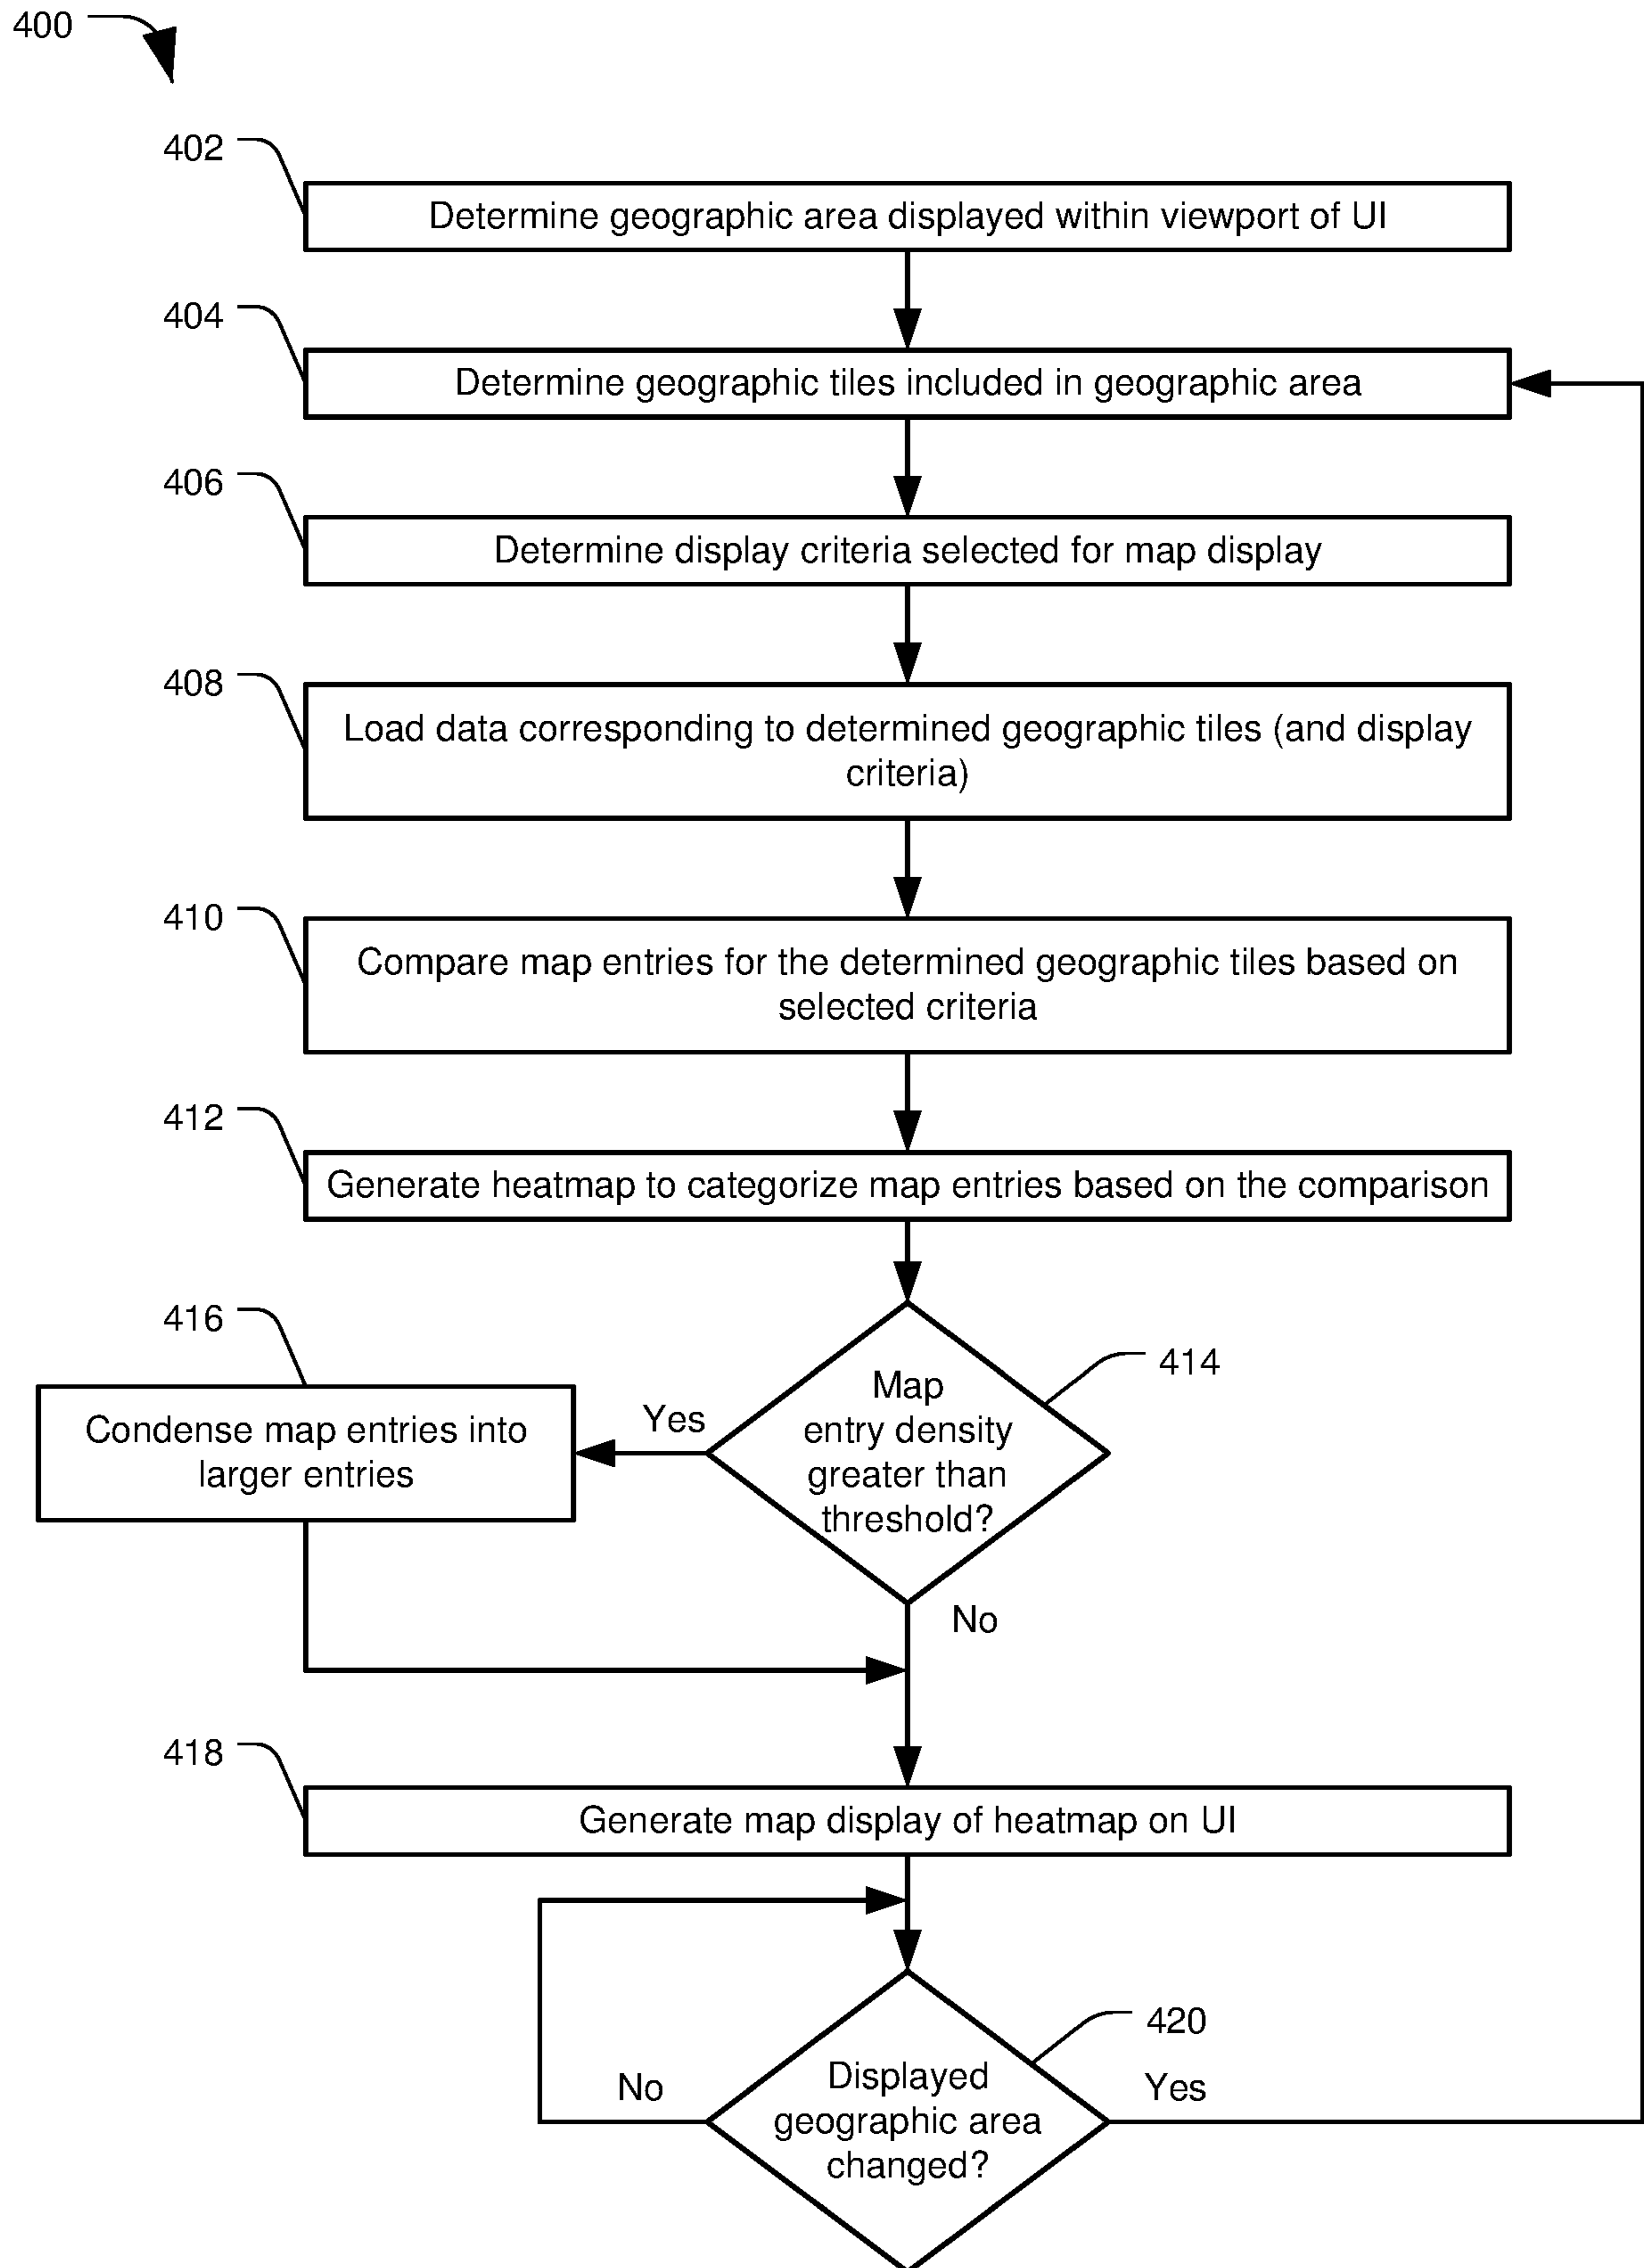 400
402
Determine geographic area displayed within viewport of UI
404
Determine geographic tiles included in geographic area
406
Determine display criteria selected for map display
408
Load data corresponding to determined geographic tiles (and display
criteria)
410
Compare map entries for the determined geographic tiles based on
selected criteria
412
Generate heatmap to categorize map entries based on the comparison
416
414
Map
entry density
greater than
threshold?
Yes
Condense map entries into
larger entries
No
418
Generate map display of heatmap on UI
420
Displayed
geographic area
changed?
No
Yes